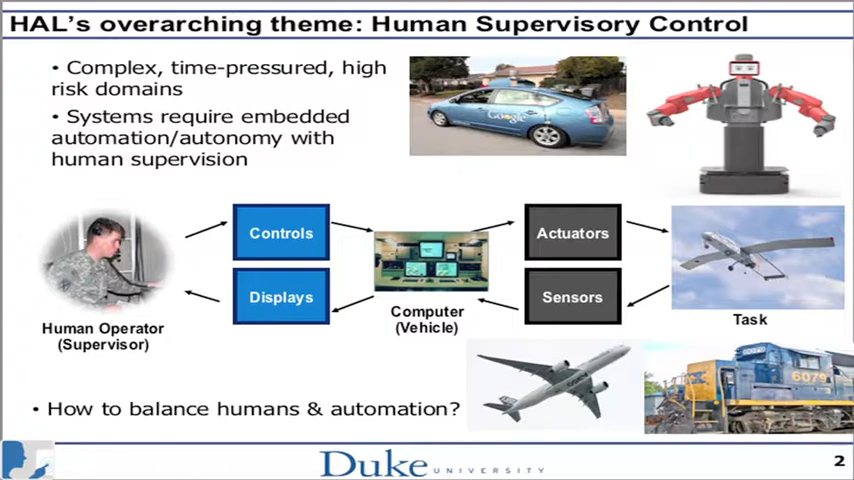 HAL's overarching theme: Human Supervisory Control
• Complex, time-pressured, high
risk domains
• Systems require embedded
automation/autonomy with
human supervision
Google
Controls
Displays
Actuators
Sensors
Human Operator
(Supervisor)
Computer
(Vehicle)
Task
6079
• How to balance humans & automation?
Duke UNIVERSITY
2